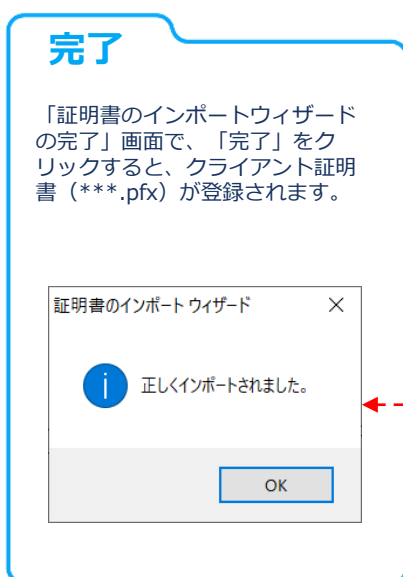 完了
「証明書のインポートウィザード
の完了」画面で、「完了」をク
リックすると、クライアント証明
書（***.pfx）が登録されます。
証明書のインポート ウィザード
正しくインポートされました。
OK